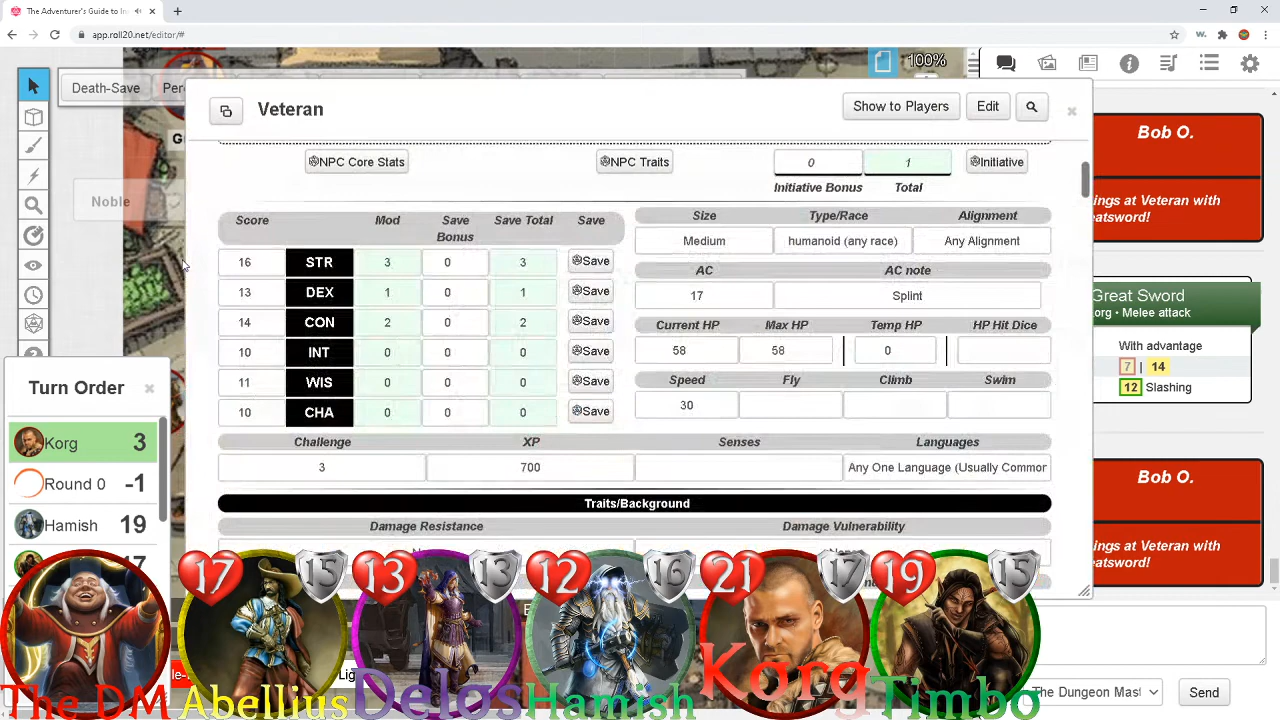 The Adventurer's Guide to In
app.roll20.net/editor/#
100%
Death-Save
Per
Veteran
Show to Players
Edit
Bob O.
NPC Core Stats
NPC Traits
0
1
Initiative
Initiative Bonus
Total
Noble
ings at Veteran with
eatsword!
Score
Mod
Save Bonus
Save Total
Save
Size
Type/Race
Alignment
Medium
humanoid (any race)
Any Alignment
16 STR 3 0 3 Save
AC
AC note
13 DEX 1 0 1 Save
17
Splint
14 CON 2 0 2 Save
Current HP
Max HP
Temp HP
HP Hit Dice
10 INT 0 0 0 Save
58
58
0
11 WIS 0 0 0 Save
Speed
Fly
Climb
Swim
10 CHA 0 0 0 Save
30
Great Sword
org • Melee attack
With advantage
7 | 14
12 Slashing
Challenge
XP
Senses
Languages
3
700
Any One Language (Usually Commor
Traits/Background
Damage Resistance
Damage Vulnerability
Turn Order
Korg 3
Round 0 -1
Hamish 19
17
Bob O.
ings at Veteran with
eatsword!
17
15
13
13
12
16
21
17
19
15
The DM
Abellius
Delos
Hamish
Korg
Timbo
The Dungeon Mast
Send